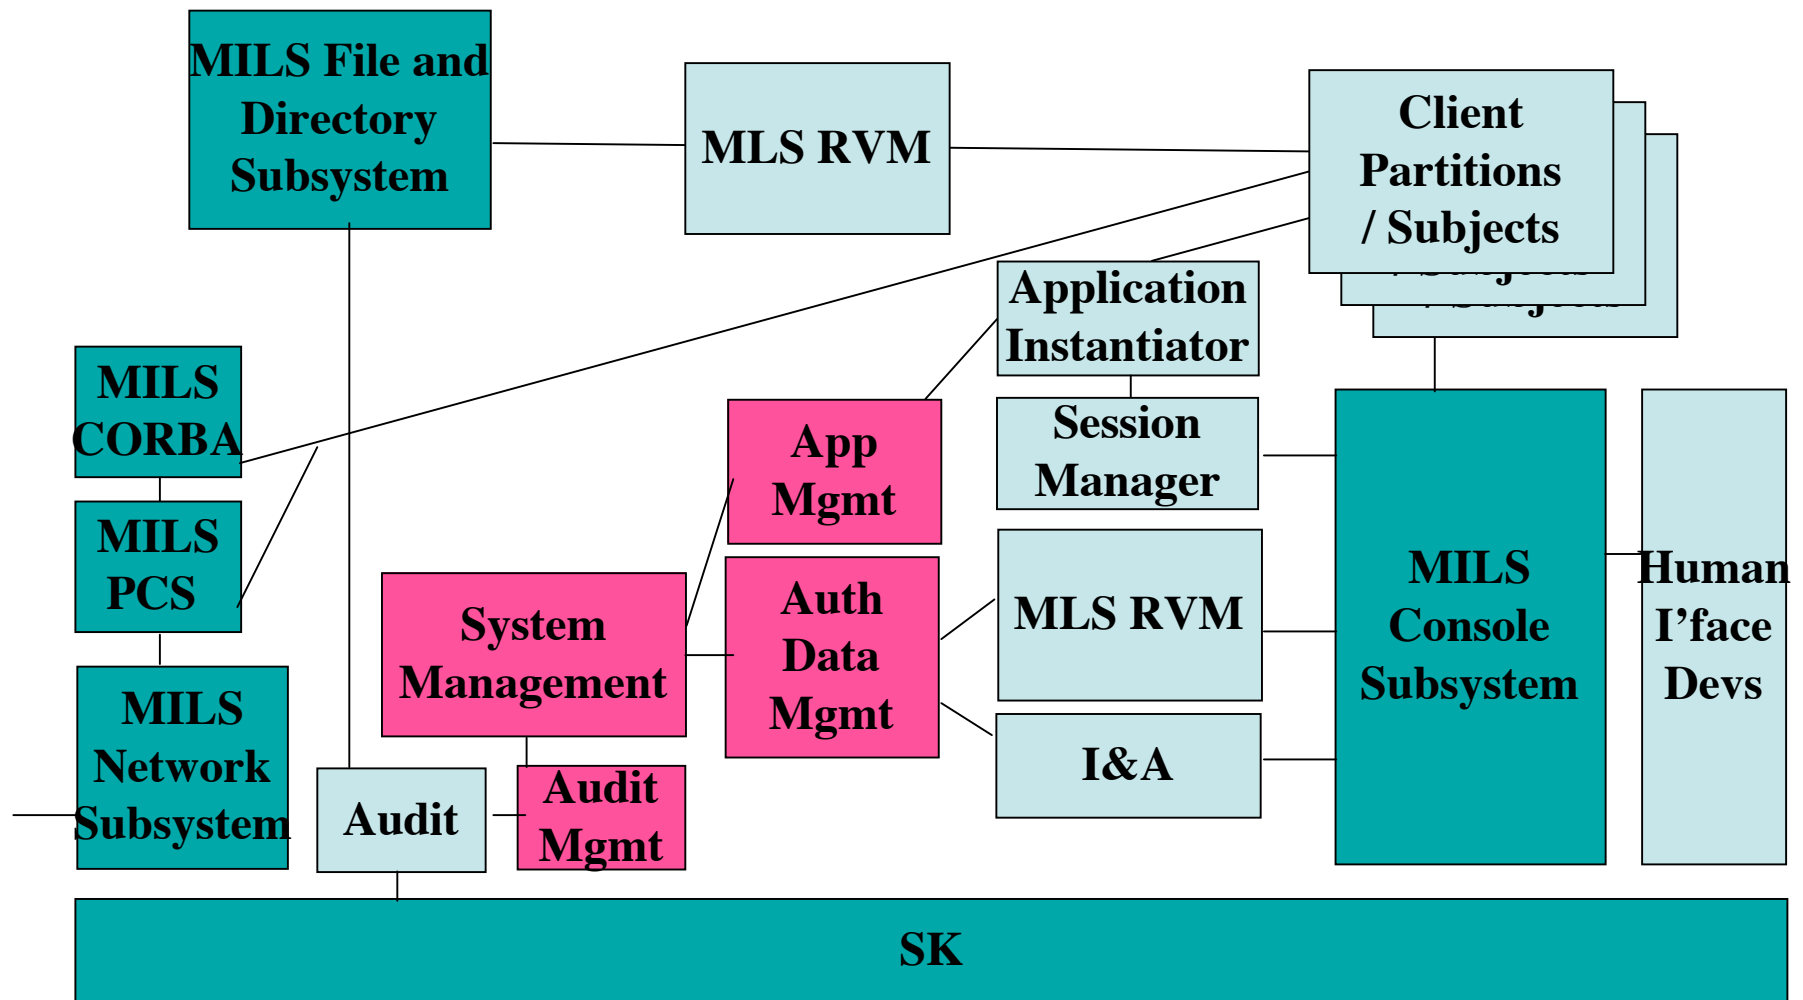 MILS File and
Directory
Subsystem
MLS RVM
Client
Partitions
/ Subjects
/ Subjects
/ Subjects
Application
Instantiator
MILS
CORBA
App
Mgmt
Session
Manager
MILS
PCS
System
Management
Auth
Data
Mgmt
MLS RVM
MILS
Console
Subsystem
Human
I'face
Devs
MILS
Network
Subsystem
Audit
Audit
Mgmt
I&A
SK